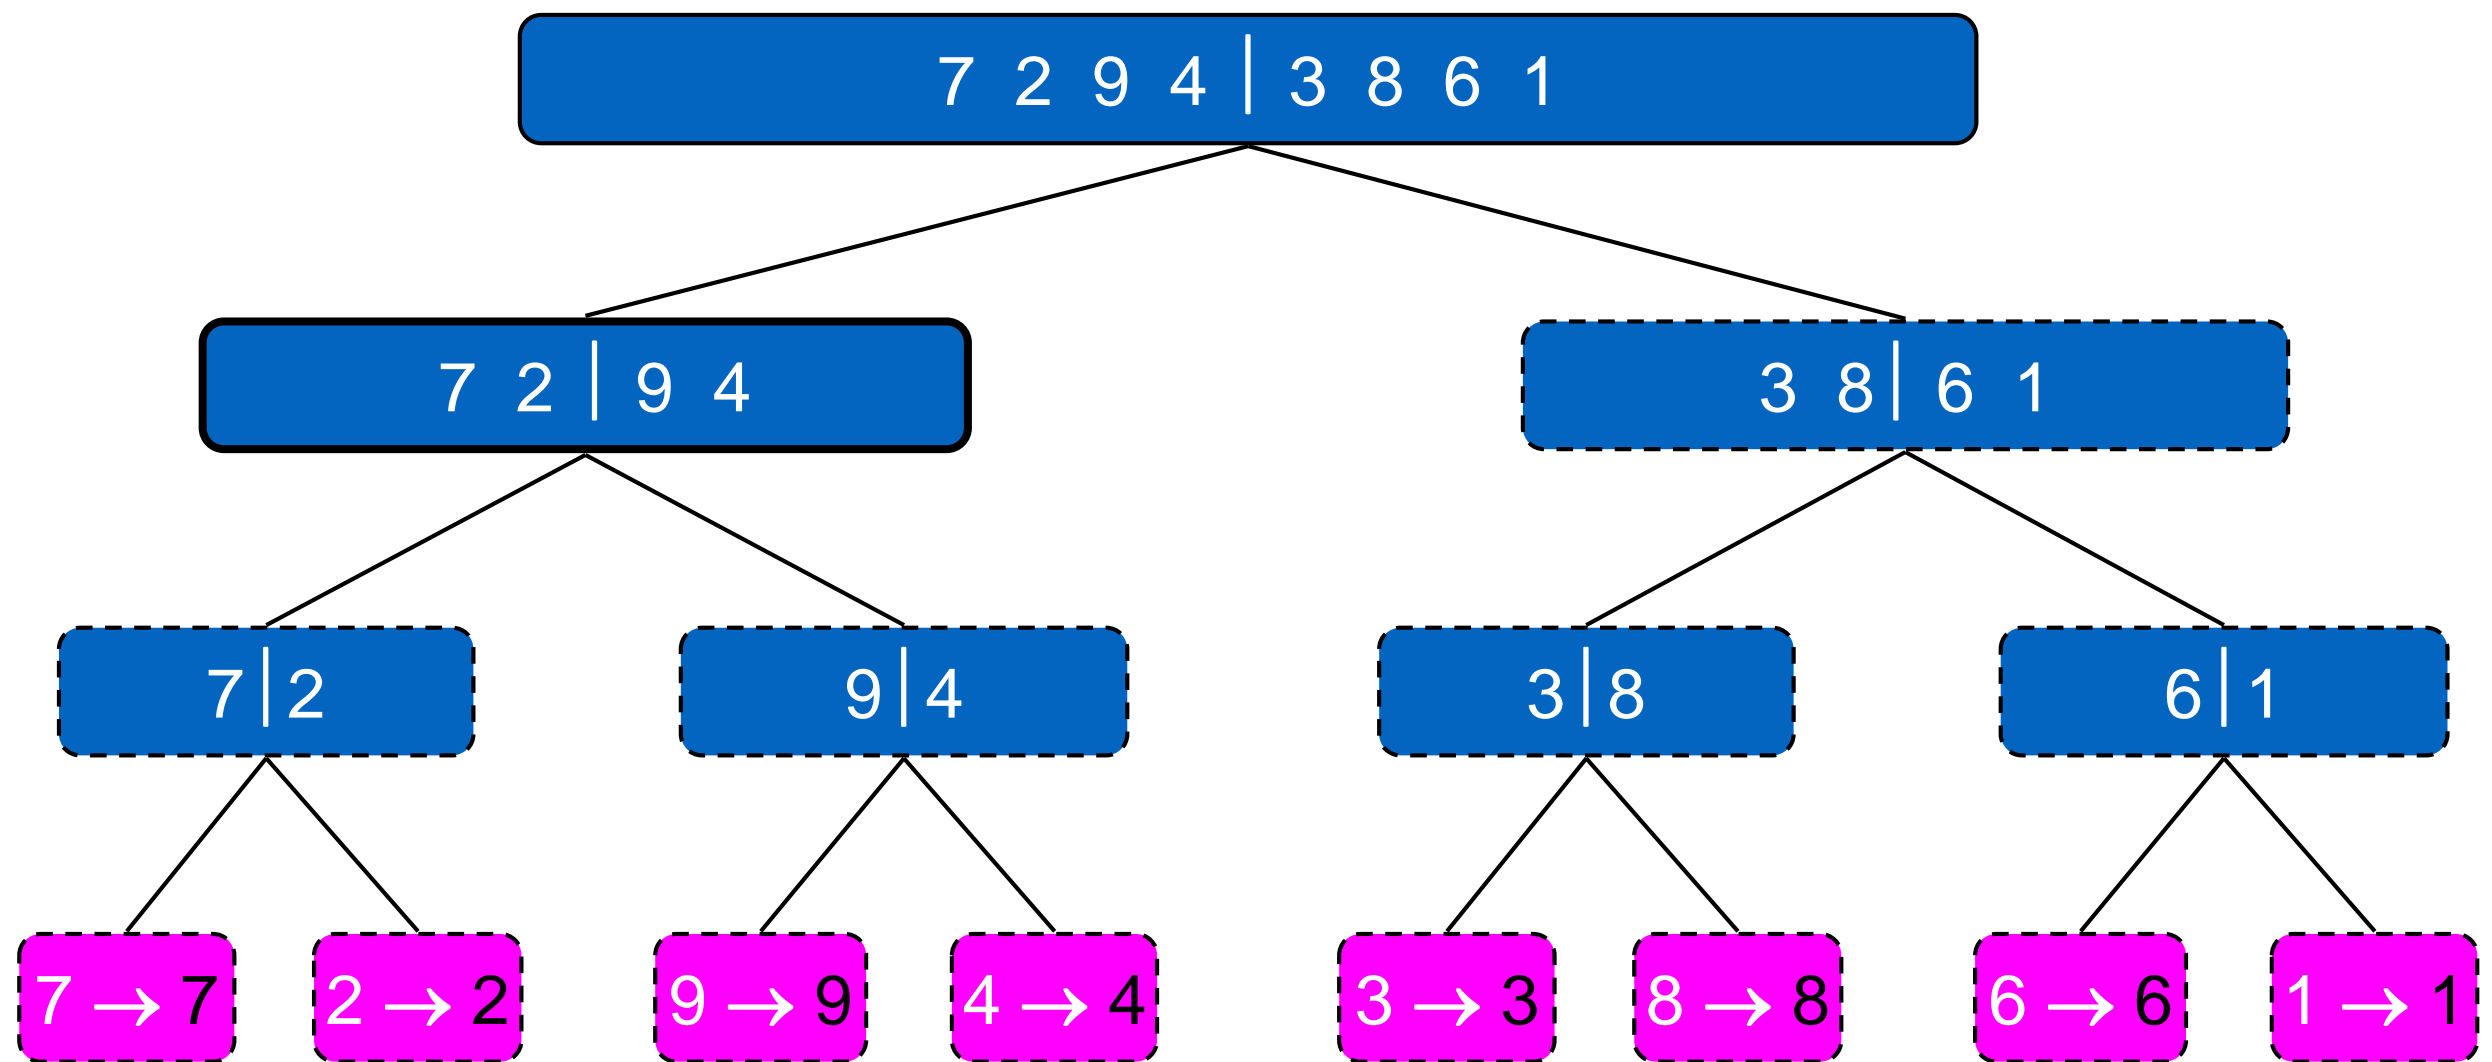 7 2 9 4 | 3 8 6 1
7 2 | 9 4
3 8 | 6 1
7 | 2
9 | 4
3 | 8
6 | 1
7 → 7
2 → 2
9 → 9
4 → 4
3 → 3
8 → 8
6 → 6
1 → 1